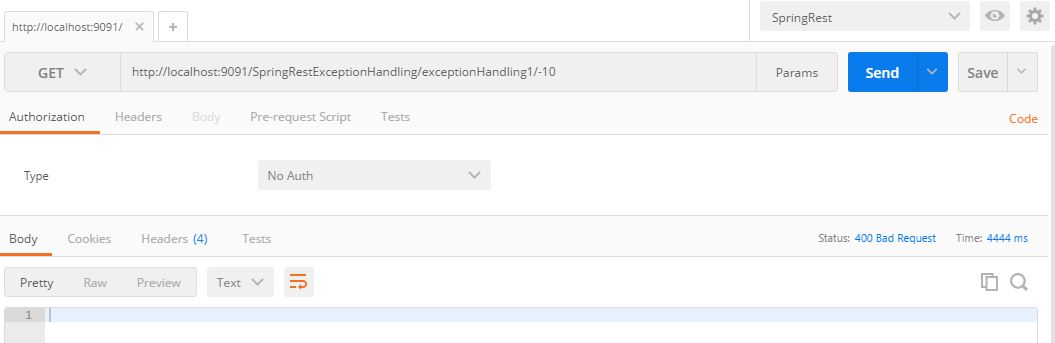 http://localhost:9091/ × +
SpringRest
GET http://localhost:9091/SpringRestExceptionHandling/exceptionHandling1/-10 Params Send Save
Authorization Headers Body Pre-request Script Tests Code
Type No Auth
Body Cookies Headers (4) Tests Status: 400 Bad Request Time: 4444 ms
Pretty Raw Preview Text
1